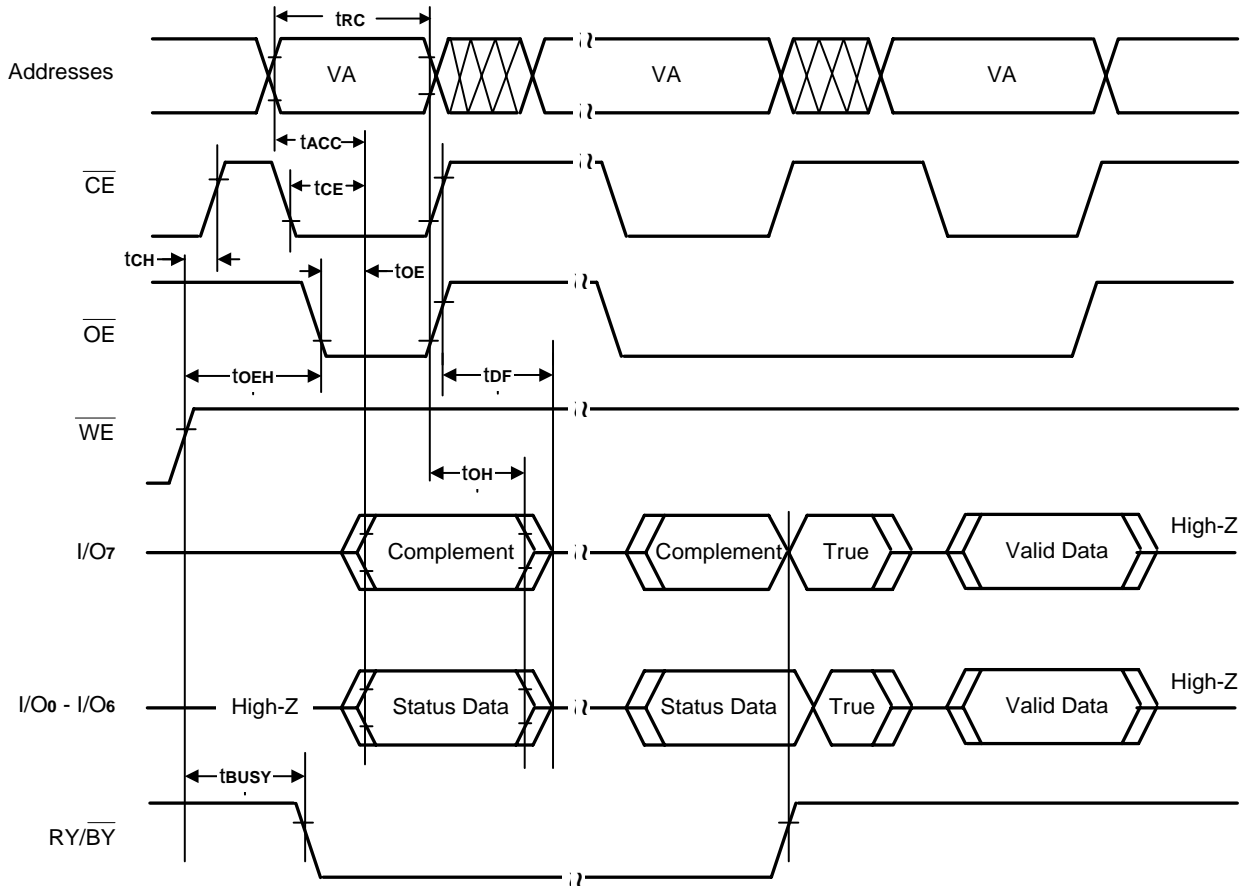 tRC
Addresses VA VA VA
tACC
CE tCE
tCH tOE
OE
tOEH tDF
WE
tOH
I/O7 Complement Complement True Valid Data High-Z
I/O0 - I/O6 High-Z Status Data Status Data True Valid Data High-Z
tBUSY
RY/BY